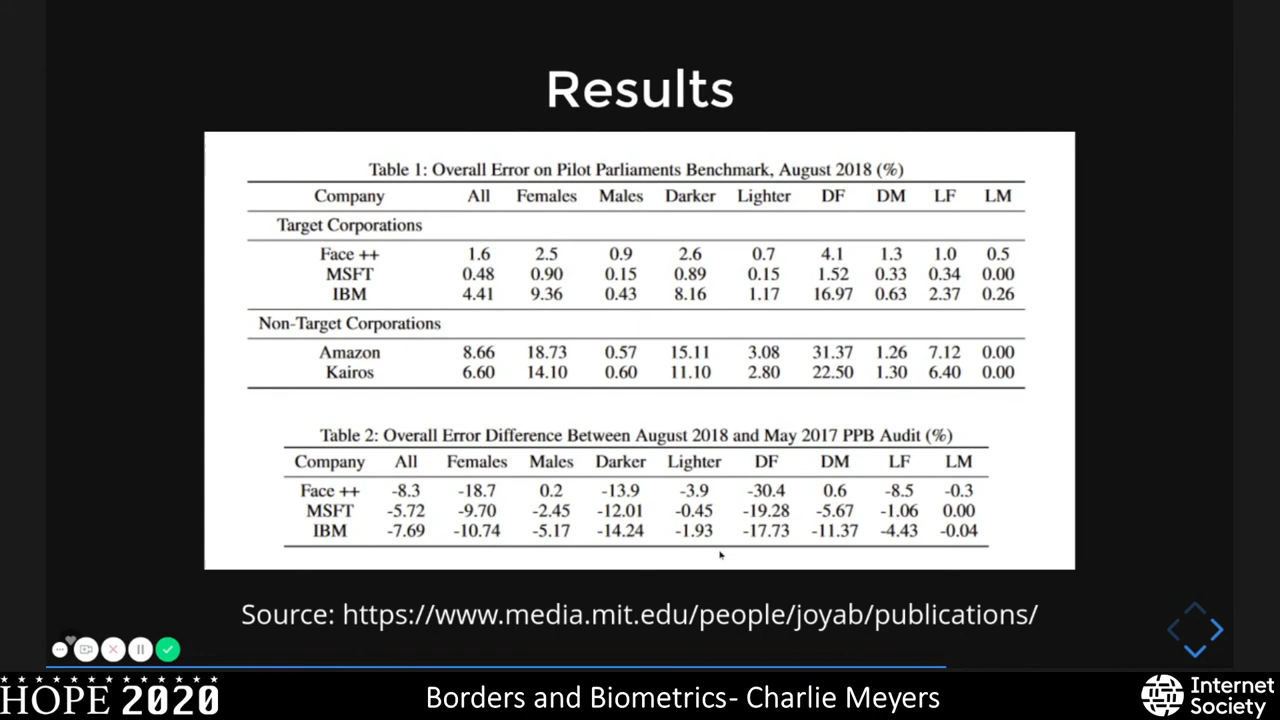 Results
Table 1: Overall Error on Pilot Parliaments Benchmark, August 2018 (%)
Company All Females Males Darker Lighter DF DM LF LM
Target Corporations
Face ++ 1.6 2.5 0.9 2.6 0.7 4.1 1.3 1.0 0.5
MSFT 0.48 0.90 0.15 0.89 0.15 1.52 0.33 0.34 0.00
IBM 4.41 9.36 0.43 8.16 1.17 16.97 0.63 2.37 0.26
Non-Target Corporations
Amazon 8.66 18.73 0.57 15.11 3.08 31.37 1.26 7.12 0.00
Kairos 6.60 14.10 0.60 11.10 2.80 22.50 1.30 6.40 0.00
Table 2: Overall Error Difference Between August 2018 and May 2017 PPB Audit (%)
Company All Females Males Darker Lighter DF DM LF LM
Face ++ -8.3 -18.7 0.2 -13.9 -3.9 -30.4 0.6 -8.5 -0.3
MSFT -5.72 -9.70 -2.45 -12.01 -0.45 -19.28 -5.67 -1.06 0.00
IBM -7.69 -10.74 -5.17 -14.24 -1.93 -17.73 -11.37 -4.43 -0.04
Source: https://www.media.mit.edu/people/joyab/publications/
HOPE 2020
Borders and Biometrics- Charlie Meyers
Internet
Society